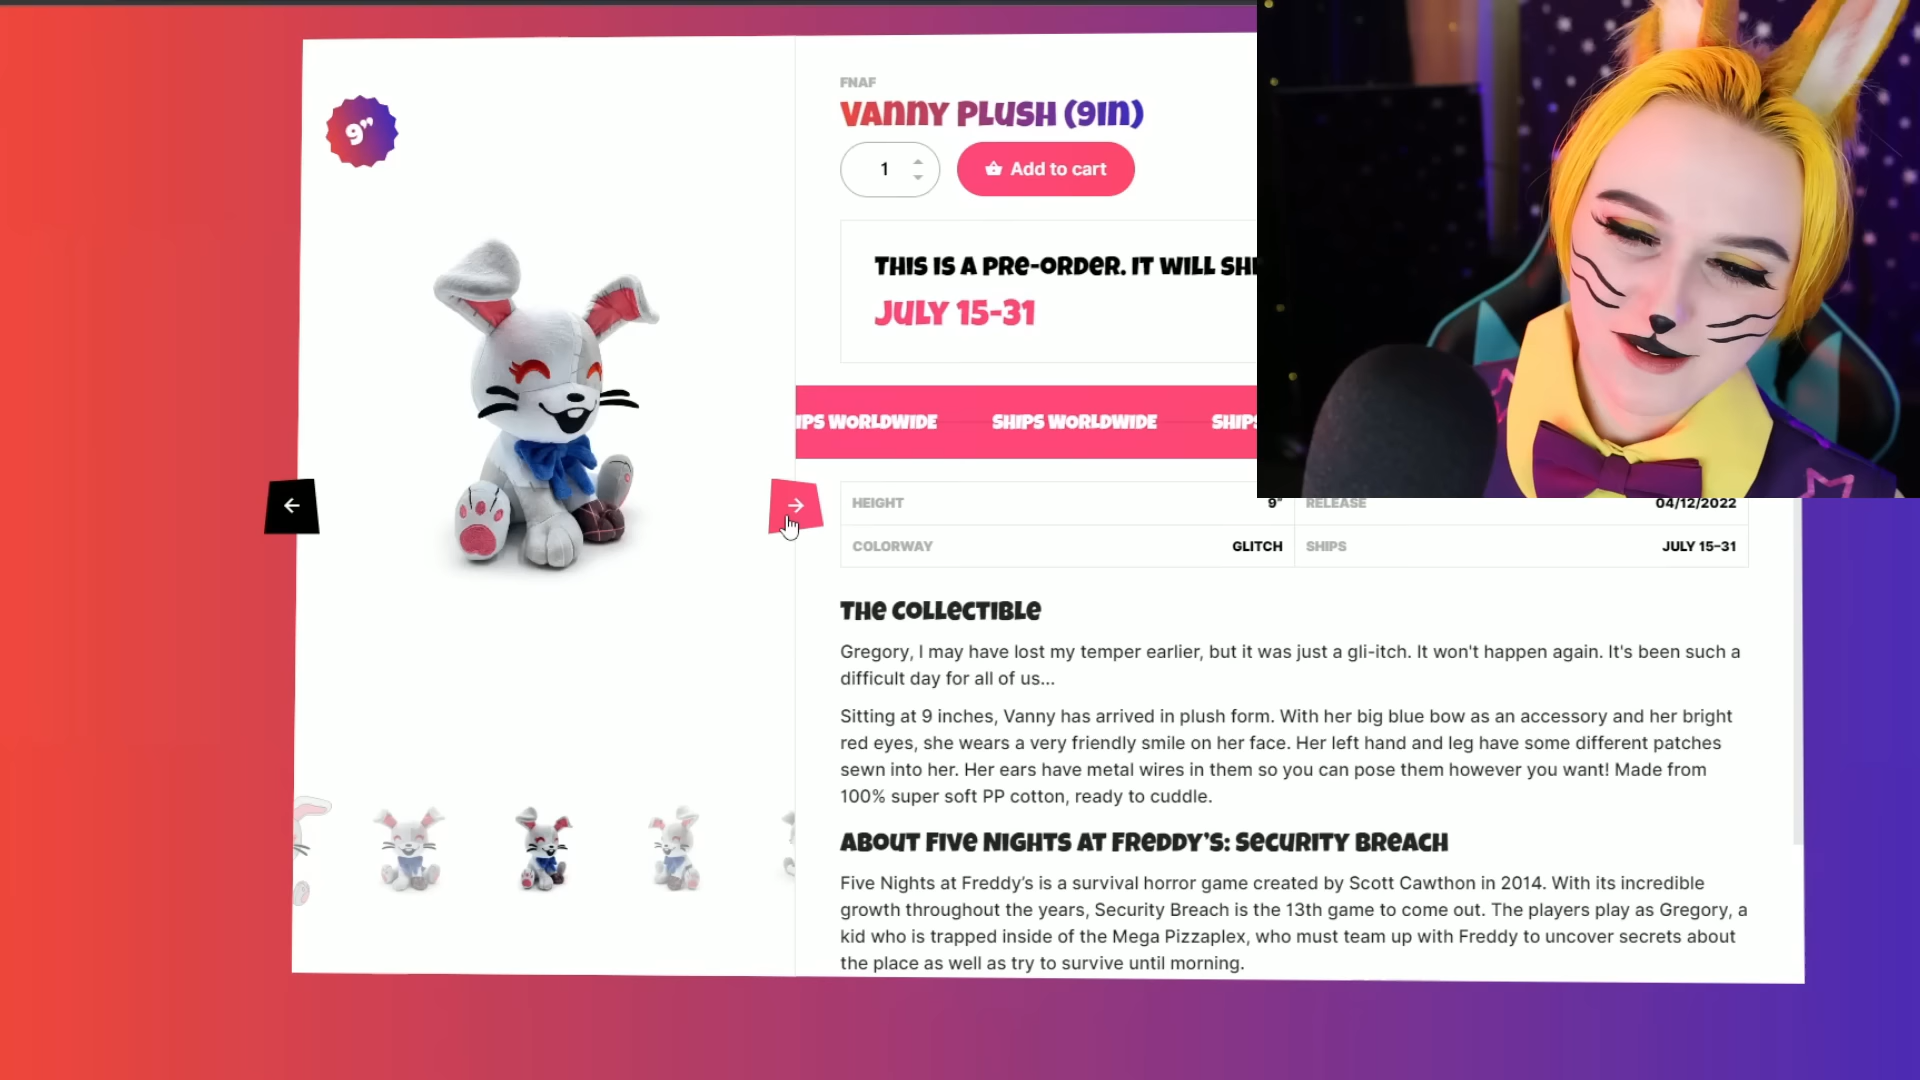 9"
FNAF
VANNY PLUSH (9IN)
1
Add to cart
THIS IS A PRE-ORDER. IT WILL
JULY 15-31
IPS WORLDWIDE
SHIPS WORLDWIDE
SHIPS
HEIGHT 9" RELEASE 04/12/2022
COLORWAY GLITCH SHIPS JULY 15-31
THE COLLECTIBLE
Gregory, I may have lost my temper earlier, but it was just a gli-itch. It won't happen again. It's been such a
difficult day for all of us...
Sitting at 9 inches, Vanny has arrived in plush form. With her big blue bow as an accessory and her bright
red eyes, she wears a very friendly smile on her face. Her left hand and leg have some different patches
sewn into her. Her ears have metal wires in them so you can pose them however you want! Made from
100% super soft PP cotton, ready to cuddle.
ABOUT FIVE NIGHTS AT FREDDY'S: SECURITY BREACH
Five Nights at Freddy's is a survival horror game created by Scott Cawthon in 2014. With its incredible
growth throughout the years, Security Breach is the 13th game to come out. The players play as Gregory, a
kid who is trapped inside of the Mega Pizzaplex, who must team up with Freddy to uncover secrets about
the place as well as try to survive until morning.